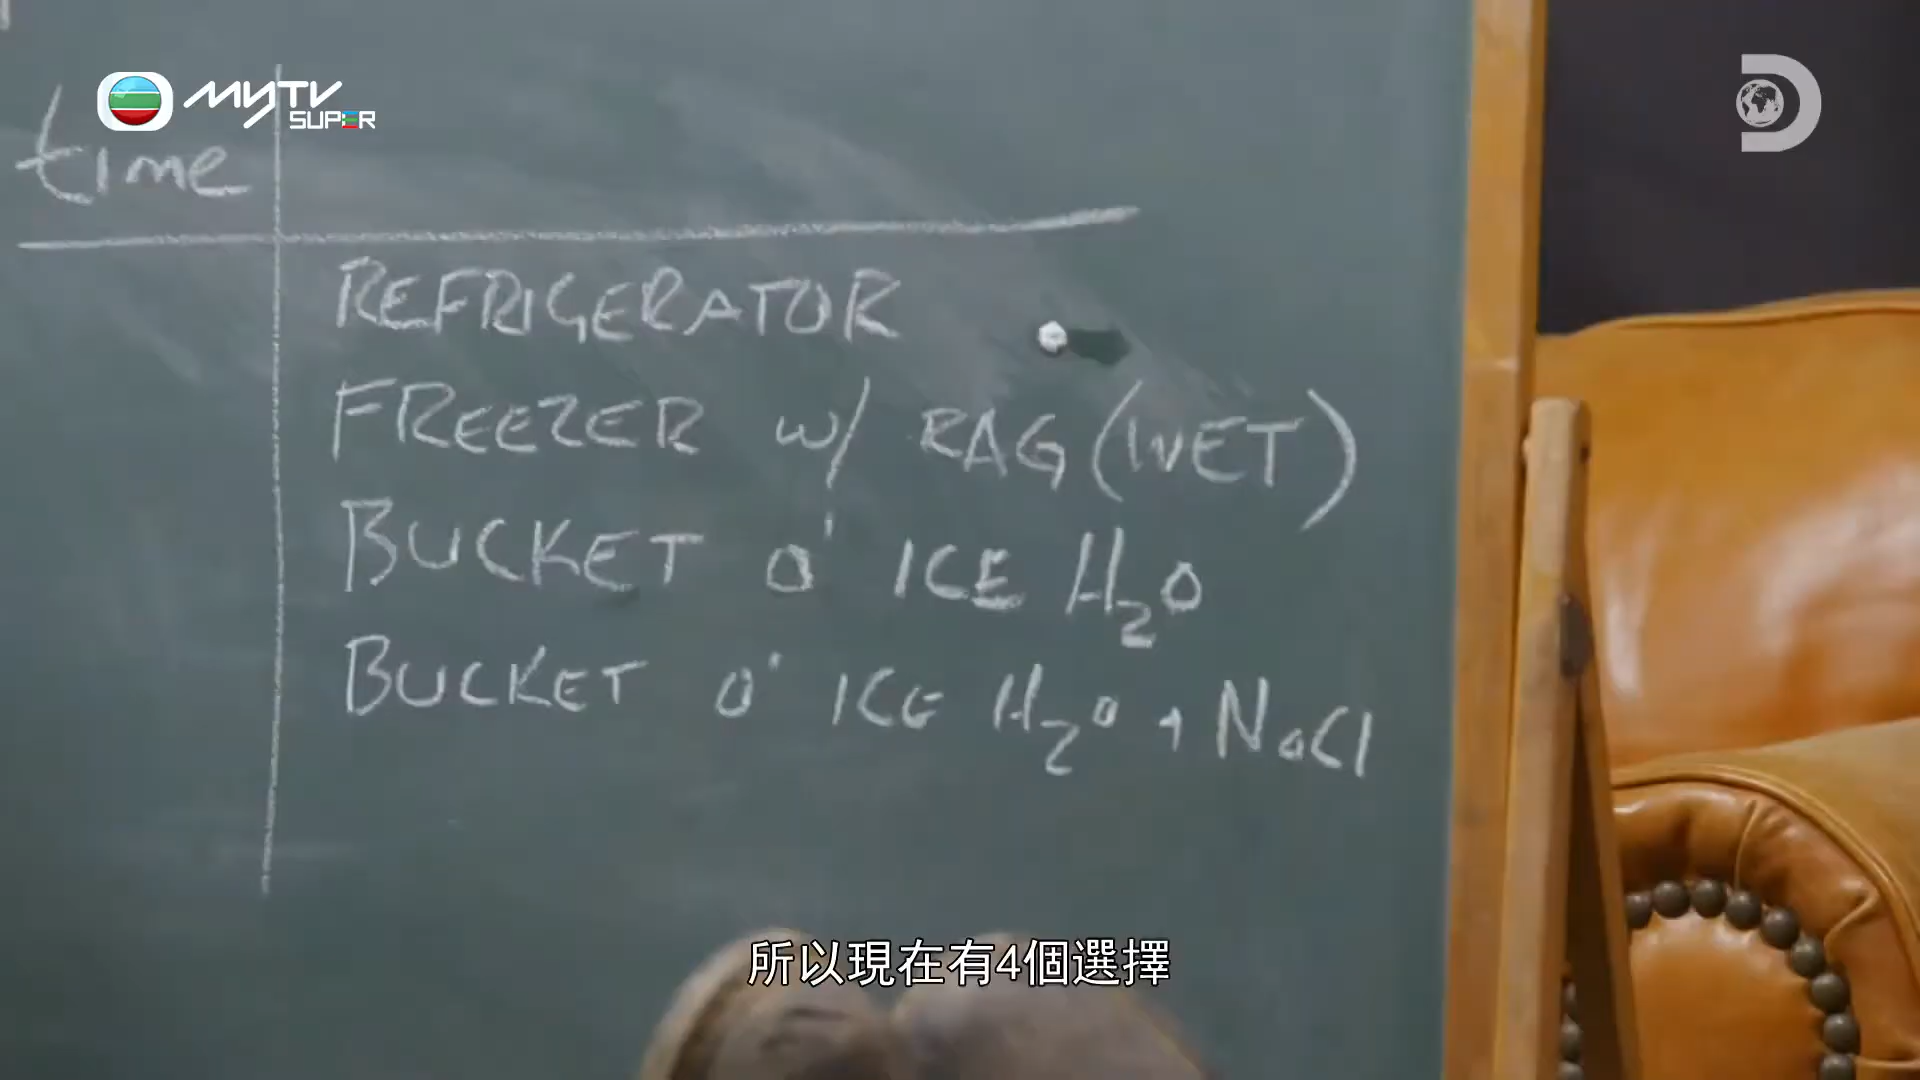 myTV
SUPER
time
REFRIGERATOR
FREEZER w/ RAG (WET)
BUCKET O' ICE H₂O
BUCKET O' ICE H₂O + NaCl
所以現在有4個選擇